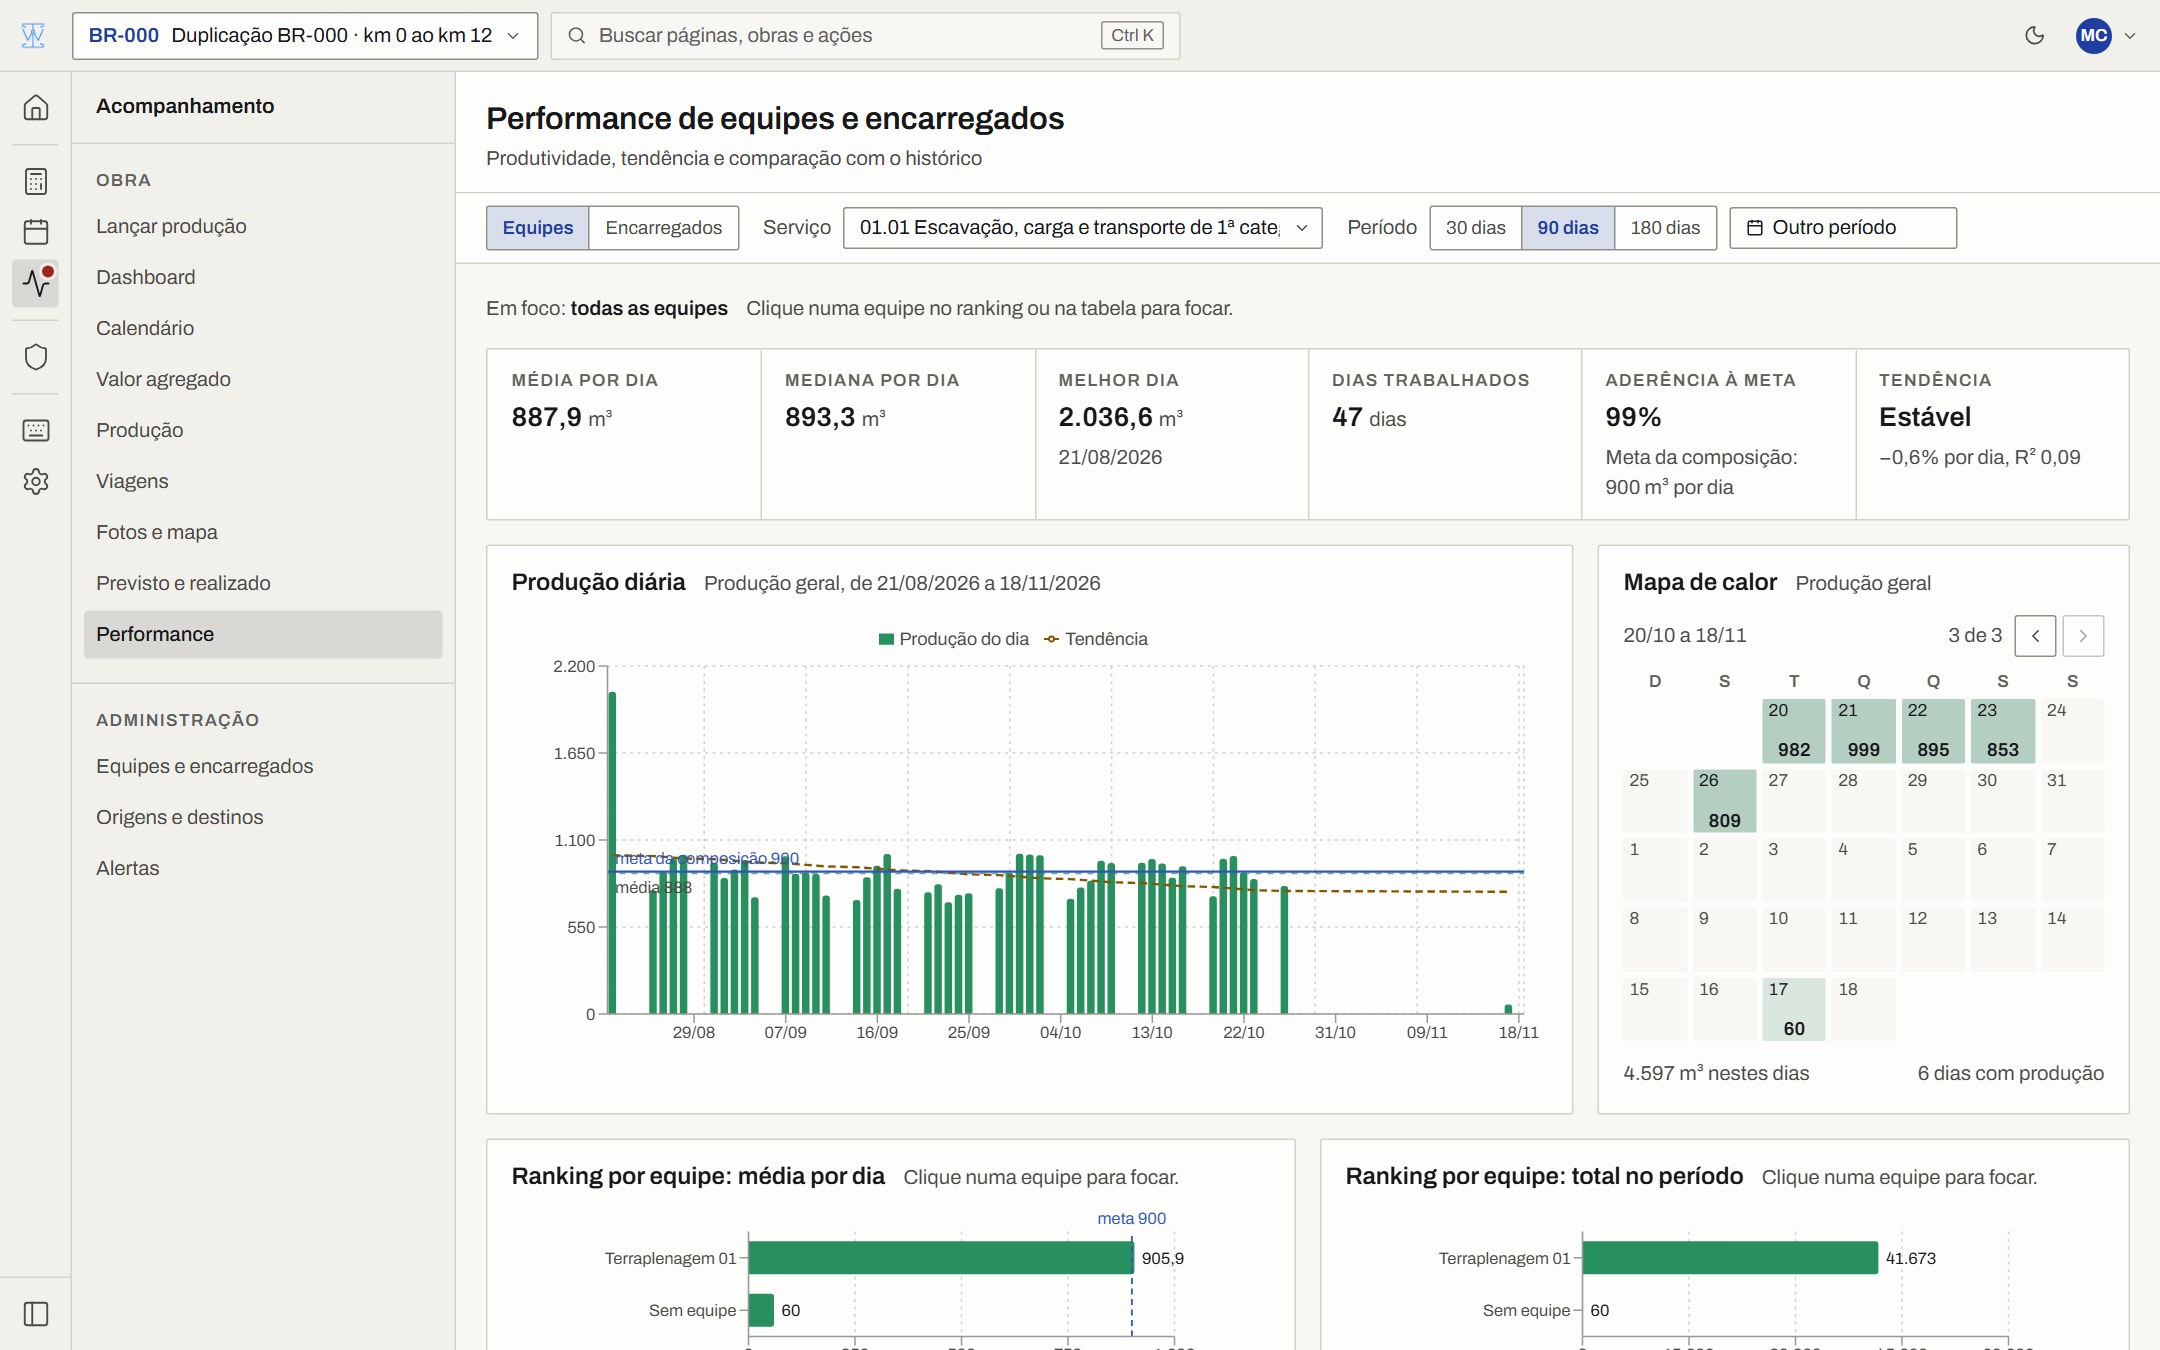 BR-000 Duplicação BR-000 · km 0 ao km 12
Buscar páginas, obras e ações
Ctrl K
MC
Acompanhamento
OBRA
Lançar produção
Dashboard
Calendário
Valor agregado
Produção
Viagens
Fotos e mapa
Previsto e realizado
Performance
ADMINISTRAÇÃO
Equipes e encarregados
Origens e destinos
Alertas
Performance de equipes e encarregados
Produtividade, tendência e comparação com o histórico
Equipes Encarregados Serviço 01.01 Escavação, carga e transporte de 1ª cate Período 30 dias 90 dias 180 dias Outro período
Em foco: todas as equipes Clique numa equipe no ranking ou na tabela para focar.
MÉDIA POR DIA
887,9 m³
MEDIANA POR DIA
893,3 m³
MELHOR DIA
2.036,6 m³
21/08/2026
DIAS TRABALHADOS
47 dias
ADERÊNCIA À META
99%
Meta da composição:
900 m³ por dia
TENDÊNCIA
Estável
−0,6% por dia, R² 0,09
Produção diária Produção geral, de 21/08/2026 a 18/11/2026
Produção do dia Tendência
2.200
1.650
1.100
550
0
meta da composição 900
média 888
29/08 07/09 16/09 25/09 04/10 13/10 22/10 31/10 09/11 18/11
Mapa de calor Produção geral
20/10 a 18/11 3 de 3
D S T Q Q S S
20 21 22 23 24
982 999 895 853
25 26 27 28 29 30 31
809
1 2 3 4 5 6 7
8 9 10 11 12 13 14
15 16 17 18
60
4.597 m³ nestes dias 6 dias com produção
Ranking por equipe: média por dia Clique numa equipe para focar.
meta 900
Terraplenagem 01 905,9
Sem equipe 60
Ranking por equipe: total no período Clique numa equipe para focar.
Terraplenagem 01 41.673
Sem equipe 60